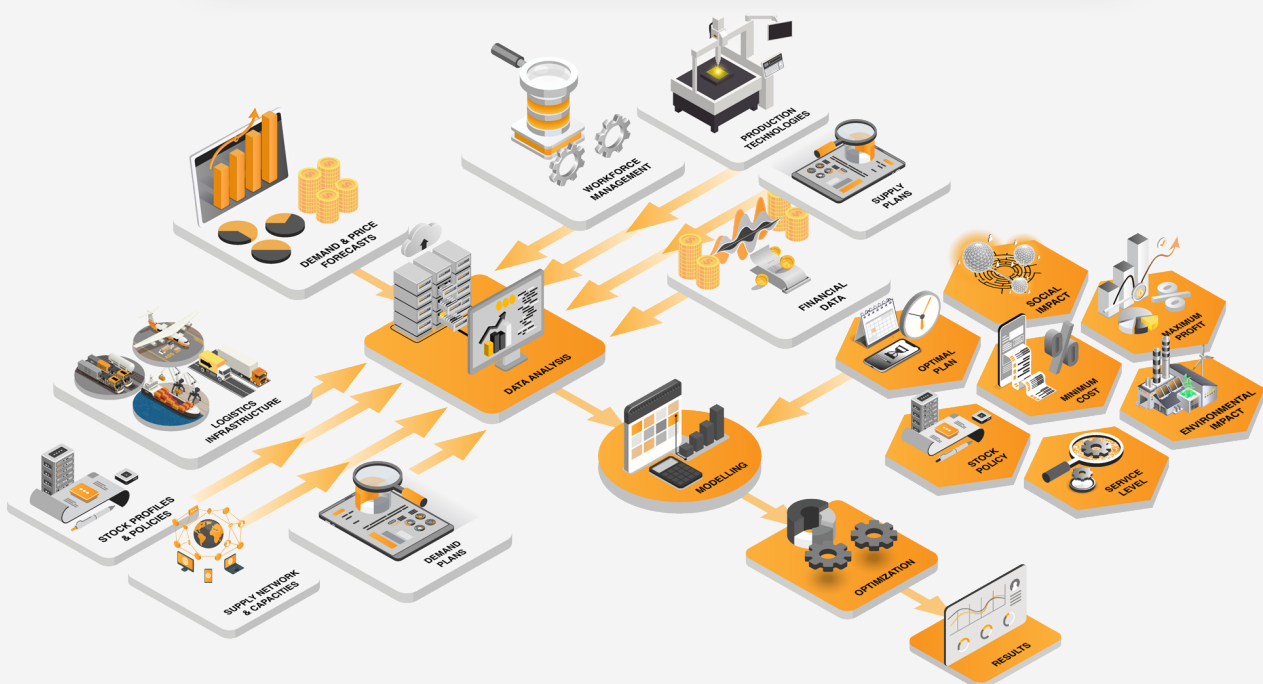 PRODUCTION
TECHNOLOGIES
WORKFORCE
MANAGEMENT
SUPPLY
PLANS
DEMAND & PRICE
FORECASTS
FINANCIAL
DATA
SOCIAL
IMPACT
MAXIMUM
PROFIT
OPTIMAL
PLAN
MINIMUM
COST
ENVIRONMENTAL
IMPACT
DATA ANALYSIS
LOGISTICS
INFRASTRUCTURE
STOCK
POLICY
SERVICE
LEVEL
MODELLING
STOCK PROFILES
& POLICIES
DEMAND
PLANS
SUPPLY NETWORK
& CAPACITIES
OPTIMIZATION
RESULTS